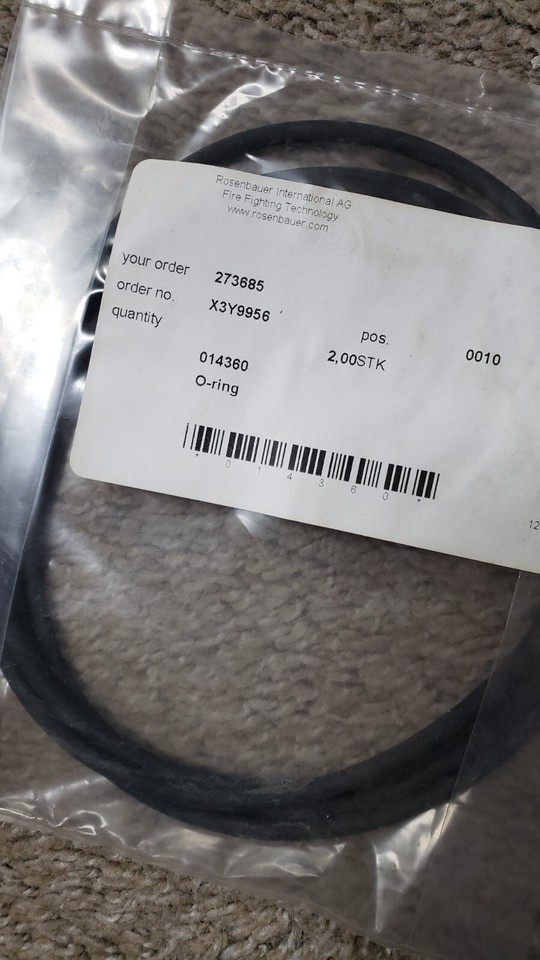 Rosenbauer International AG
Fire Fighting Technology
www.rosenbauer.com
your order 273685
order no. X3Y9956
quantity pos. 0010
014360 2,00STK
O-ring
* 0 1 4 3 6 0 *
12